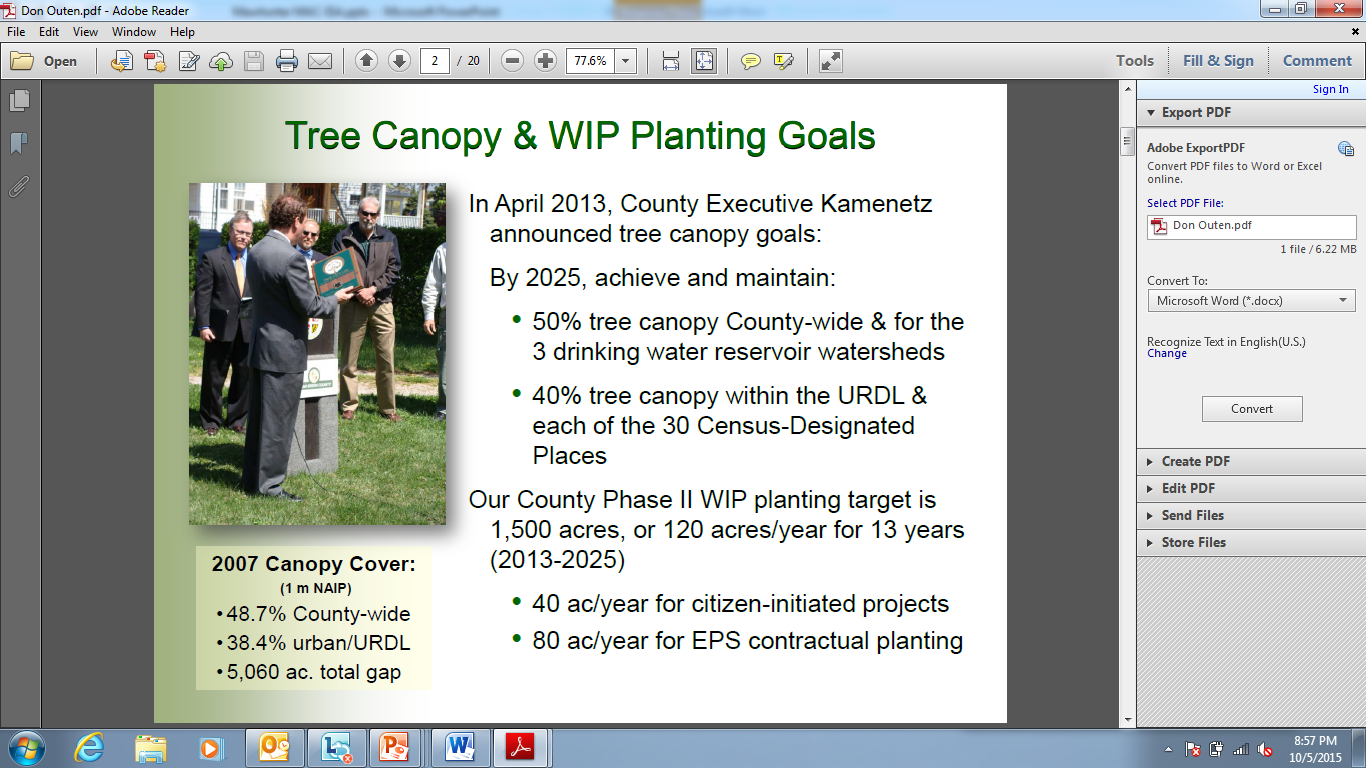 Don Outen.pdf - Adobe Reader
File Edit View Window Help
Open
2 / 20
77.6%
Tools Fill & Sign Comment
Sign In
Tree Canopy & WIP Planting Goals
In April 2013, County Executive Kamenetz
announced tree canopy goals:
By 2025, achieve and maintain:
• 50% tree canopy County-wide & for the
3 drinking water reservoir watersheds
• 40% tree canopy within the URDL &
each of the 30 Census-Designated
Places
Our County Phase II WIP planting target is
1,500 acres, or 120 acres/year for 13 years
(2013-2025)
• 40 ac/year for citizen-initiated projects
• 80 ac/year for EPS contractual planting
2007 Canopy Cover:
(1 m NAIP)
• 48.7% County-wide
• 38.4% urban/URDL
• 5,060 ac. total gap
Export PDF
Adobe ExportPDF
Convert PDF files to Word or Excel
online.
Select PDF File:
Don Outen.pdf
1 file / 6.22 MB
Convert To:
Microsoft Word (*.docx)
Recognize Text in English(U.S.)
Change
Convert
Create PDF
Edit PDF
Send Files
Store Files
8:57 PM
10/5/2015